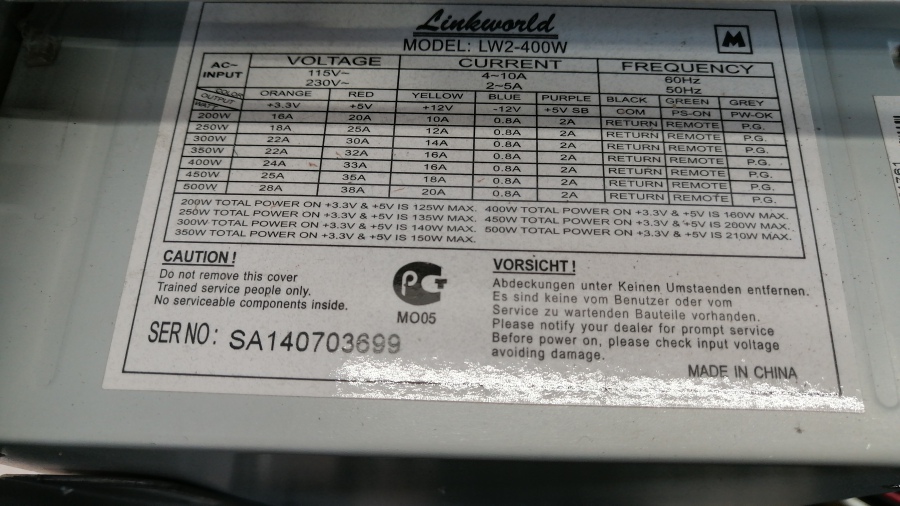 Linkworld
MODEL: LW2-400W
M
AC~ INPUT VOLTAGE CURRENT FREQUENCY
115V~ 4~10A 60Hz
230V~ 2~5A 50Hz
COLOR ORANGE RED YELLOW BLUE PURPLE BLACK GREEN GREY
OUTPUT WATT +3.3V +5V +12V -12V +5V SB COM PS-ON PW-OK
200W 16A 20A 10A 0.8A 2A RETURN REMOTE P.G.
250W 18A 25A 12A 0.8A 2A RETURN REMOTE P.G.
300W 22A 30A 14A 0.8A 2A RETURN REMOTE P.G.
350W 22A 32A 16A 0.8A 2A RETURN REMOTE P.G.
400W 24A 33A 16A 0.8A 2A RETURN REMOTE P.G.
450W 25A 35A 18A 0.8A 2A RETURN REMOTE P.G.
500W 28A 38A 20A 0.8A 2A RETURN REMOTE P.G.
200W TOTAL POWER ON +3.3V & +5V IS 125W MAX. 400W TOTAL POWER ON +3.3V & +5V IS 160W MAX.
250W TOTAL POWER ON +3.3V & +5V IS 135W MAX. 450W TOTAL POWER ON +3.3V & +5V IS 200W MAX.
300W TOTAL POWER ON +3.3V & +5V IS 140W MAX. 500W TOTAL POWER ON +3.3V & +5V IS 210W MAX.
350W TOTAL POWER ON +3.3V & +5V IS 150W MAX.
CAUTION!
Do not remove this cover
Trained service people only.
No serviceable components inside.
PCT
MO05
VORSICHT!
Abdeckungen unter Keinen Umstaenden entfernen.
Es sind keine vom Benutzer oder vom
Service zu wartenden Bauteile vorhanden.
Please notify your dealer for prompt service
Before power on, please check input voltage
avoiding damage.
SER NO: SA140703699
MADE IN CHINA